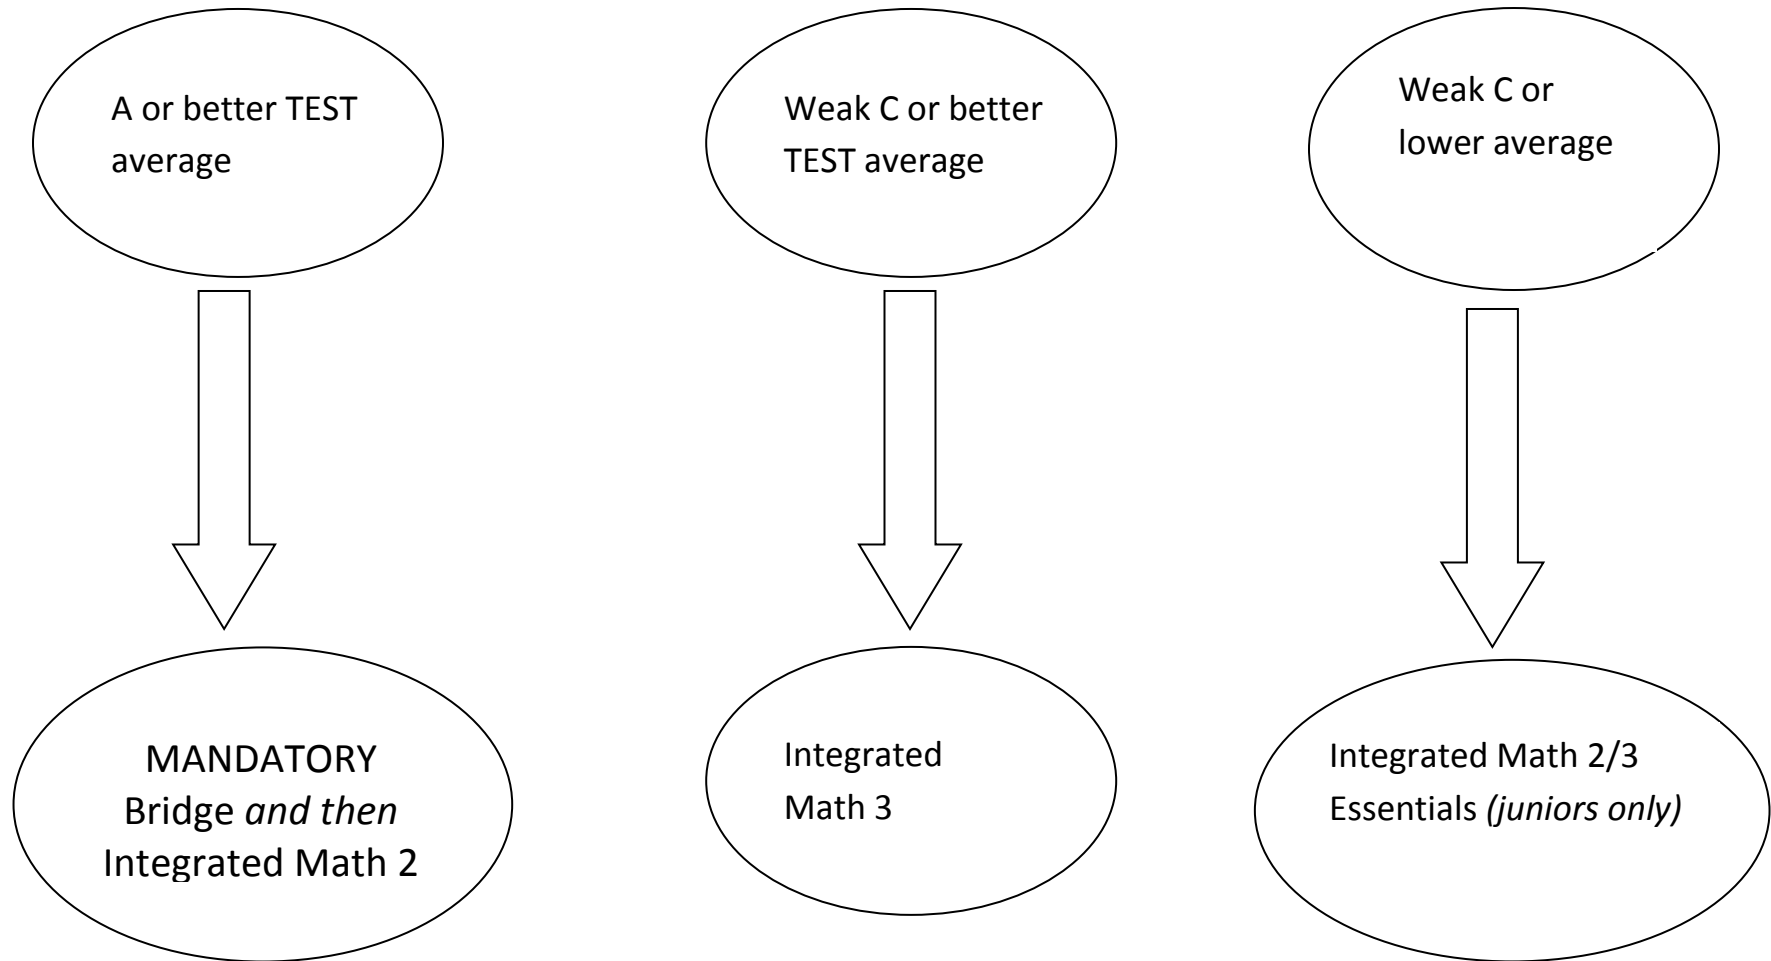 A or better TEST
average
Weak C or better
TEST average
Weak C or
lower average
MANDATORY
Bridge and then
Integrated Math 2
Integrated
Math 3
Integrated Math 2/3
Essentials (juniors only)